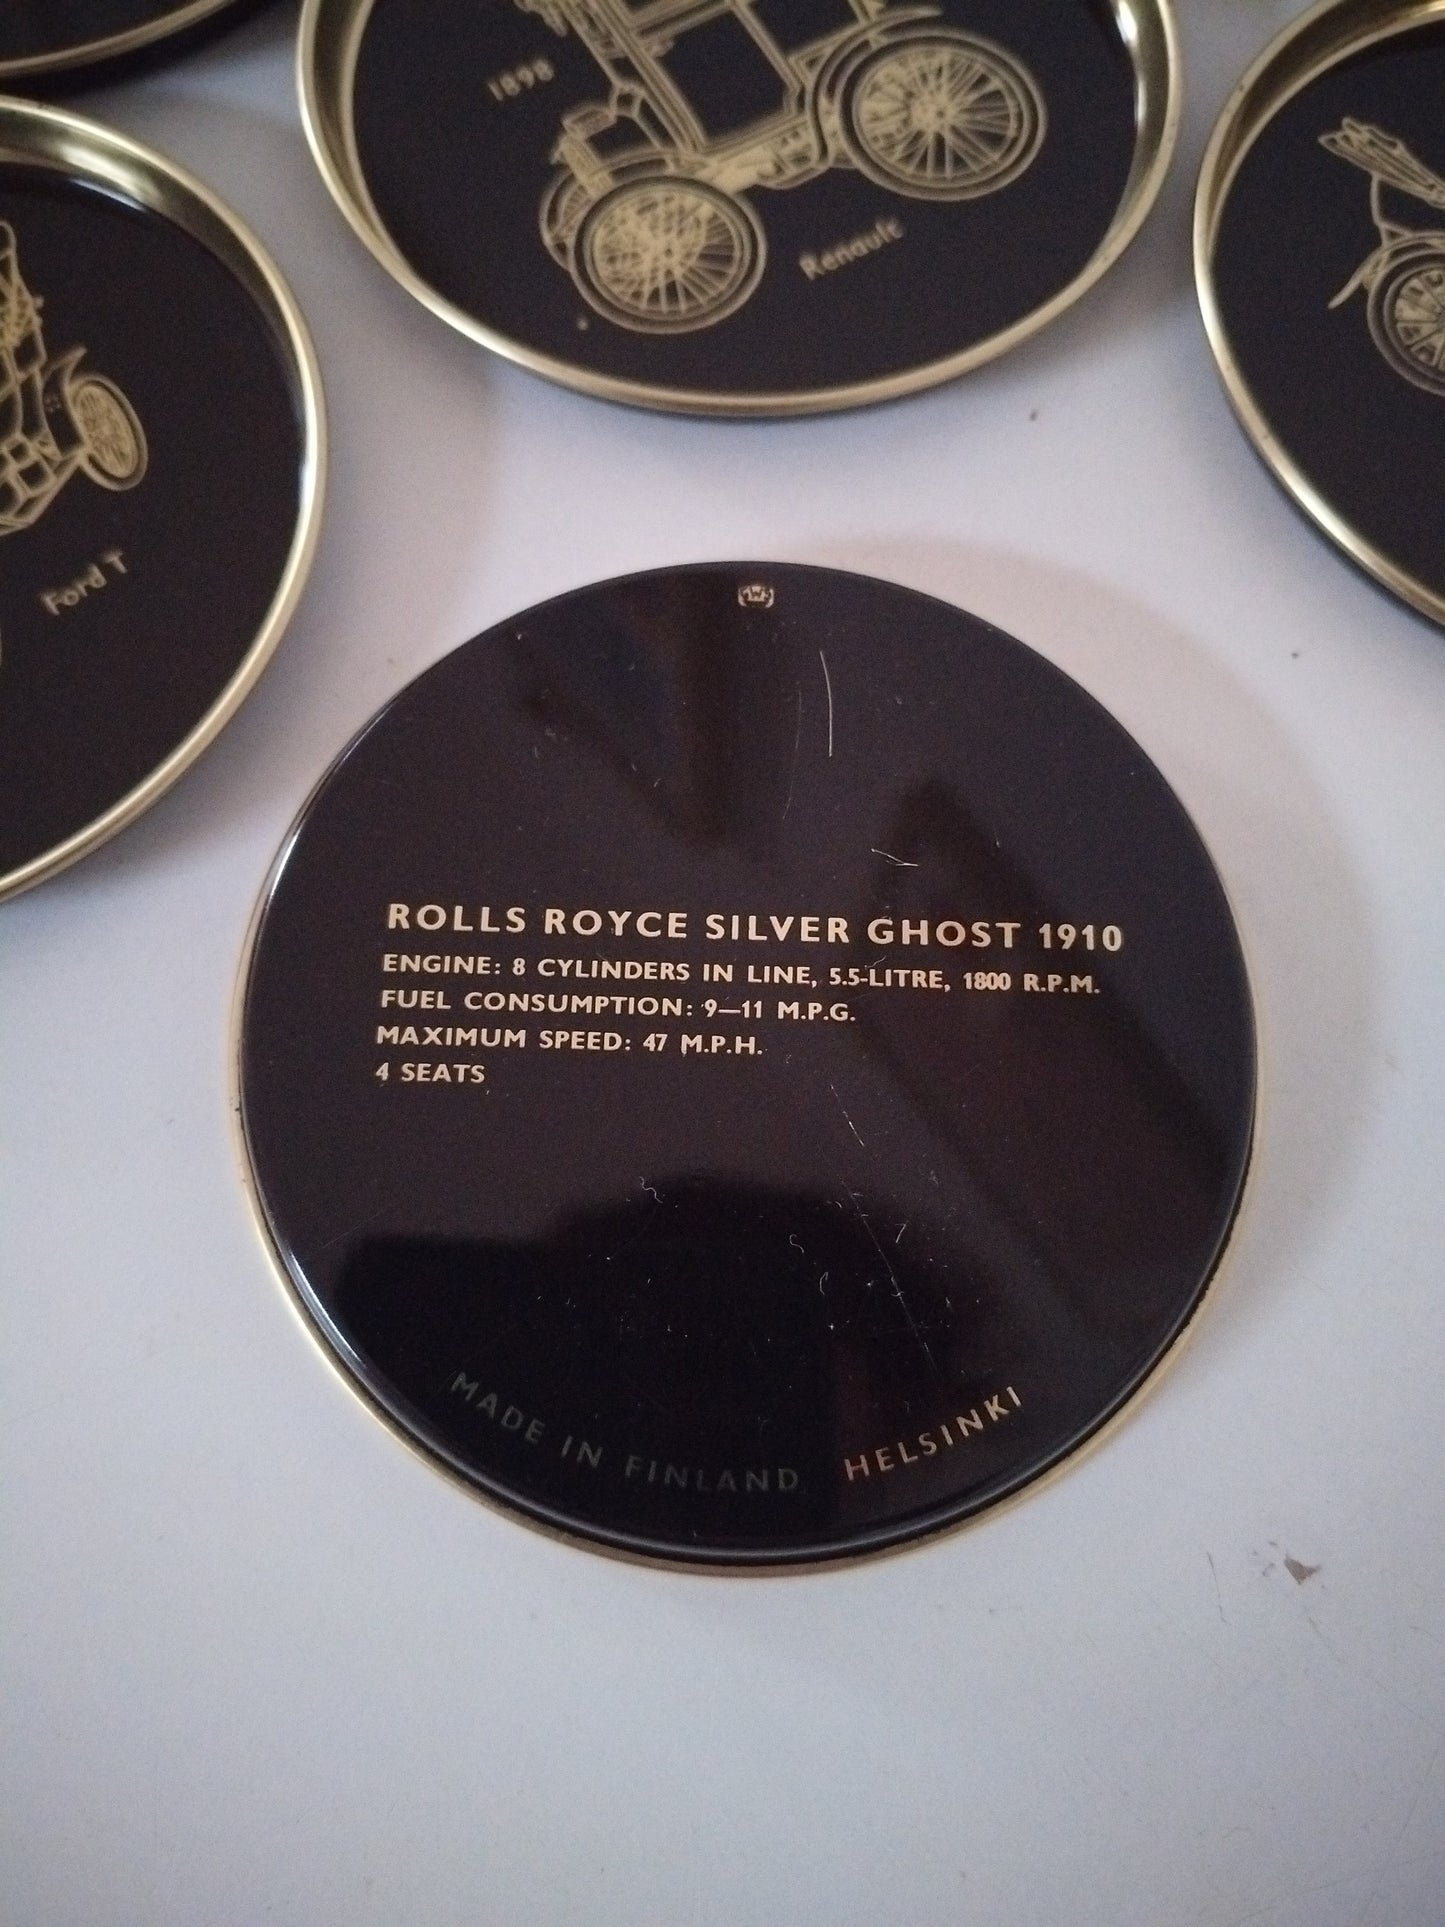 1898
Renault
Ford T
ROLLS ROYCE SILVER GHOST 1910
ENGINE: 8 CYLINDERS IN LINE, 5.5-LITRE, 1800 R.P.M.
FUEL CONSUMPTION: 9—11 M.P.G.
MAXIMUM SPEED: 47 M.P.H.
4 SEATS
MADE IN FINLAND HELSINKI